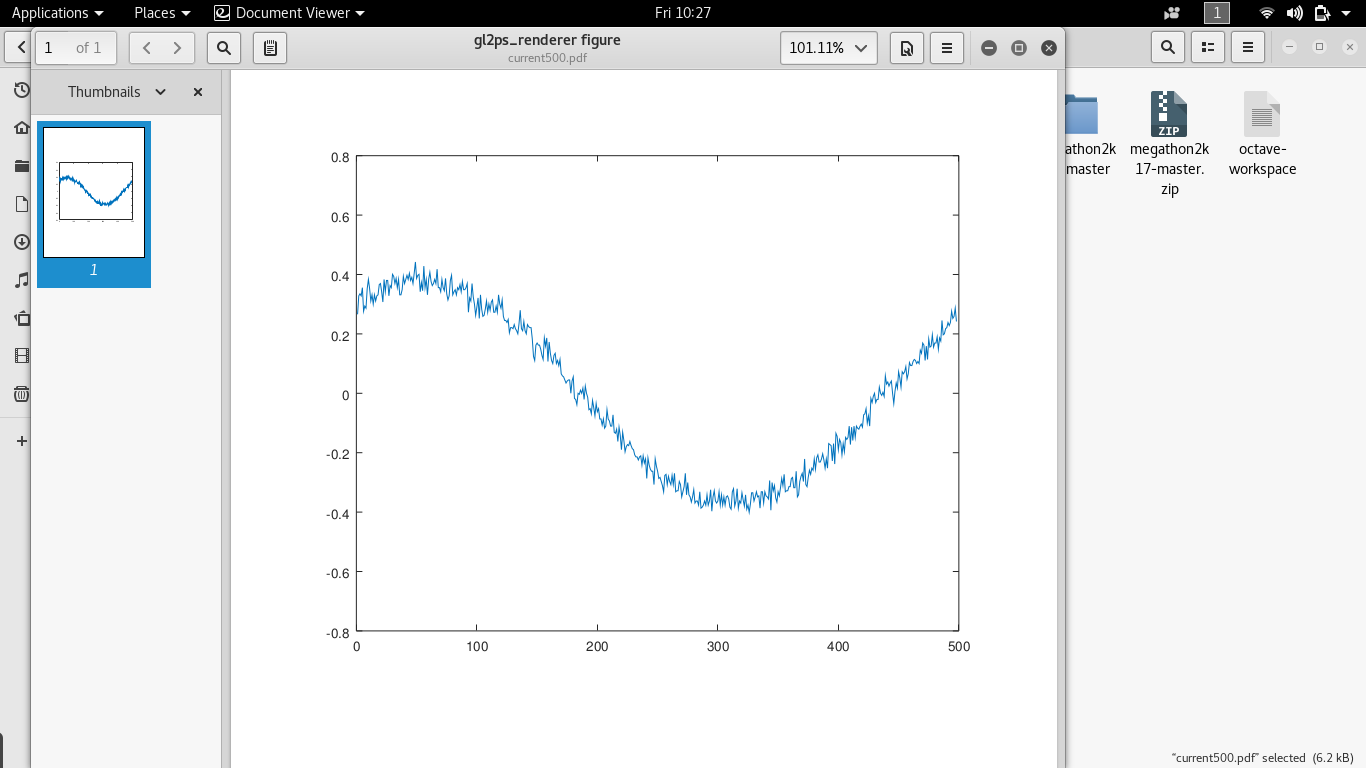 Applications Places Document Viewer Fri 10:27 1
1 of 1 gl2ps_renderer figure 101.11%
current500.pdf
Thumbnails
1
0.8
0.6
0.4
0.2
0
-0.2
-0.4
-0.6
-0.8
0 100 200 300 400 500
athon2k
master
ZIP
megathon2k
17-master.
zip
octave-
workspace
"current500.pdf" selected (6.2 kB)